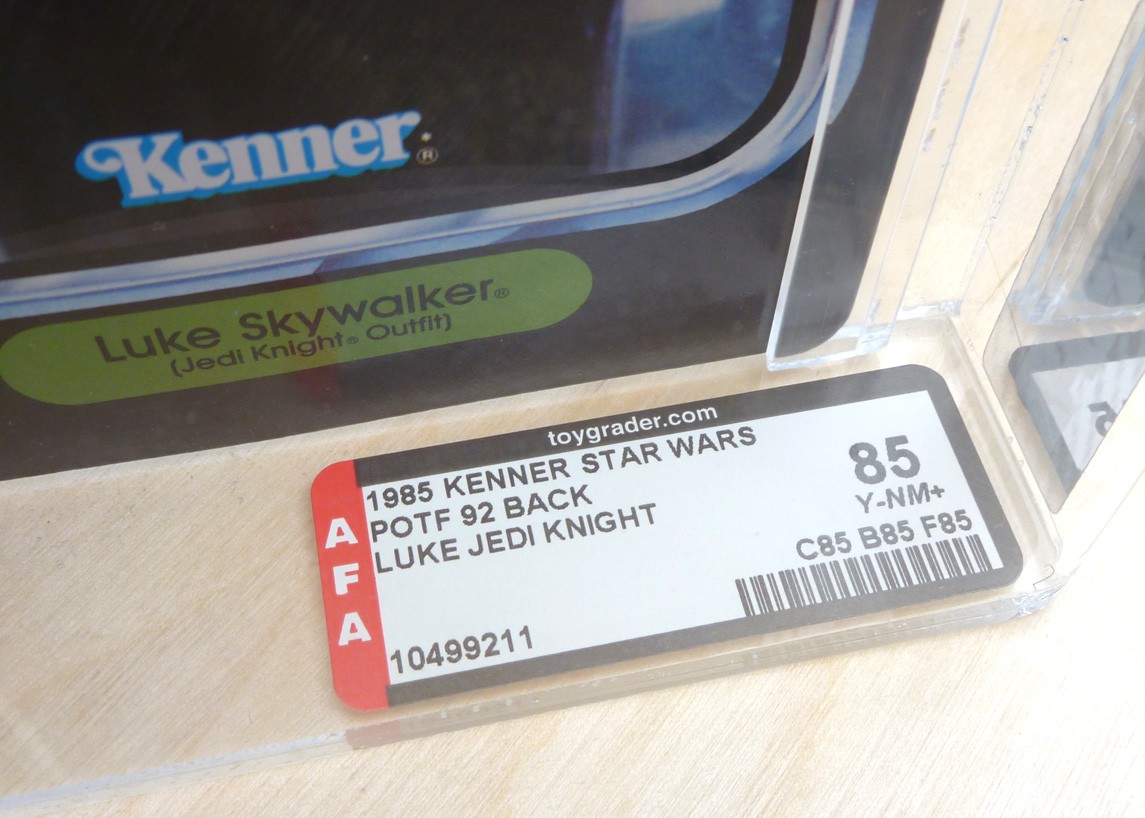 Kenner®
Luke Skywalker®
(Jedi Knight® Outfit)
toygrader.com
AFA
1985 KENNER STAR WARS
POTF 92 BACK
LUKE JEDI KNIGHT
85
Y-NM+
C85 B85 F85
10499211